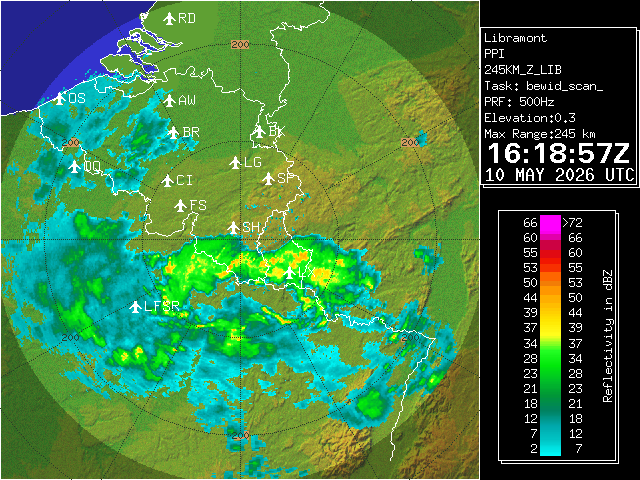 RD
200
OS
AW
BR
BK
200
200
OO
LG
CI
SP
FS
SH
LFSR
200
200
200
Libramont
PPI
245KM_Z_LIB
Task: bewid_scan_
PRF: 500Hz
Elevation:0.3
Max Range:245 km
16:18:57Z
10 MAY 2026 UTC
66 >72
60 66
55 60
53 55
50 53
44 50
39 44
37 39
34 37
28 34
23 28
21 23
18 21
12 18
7 12
2 7
Reflectivity in dBZ